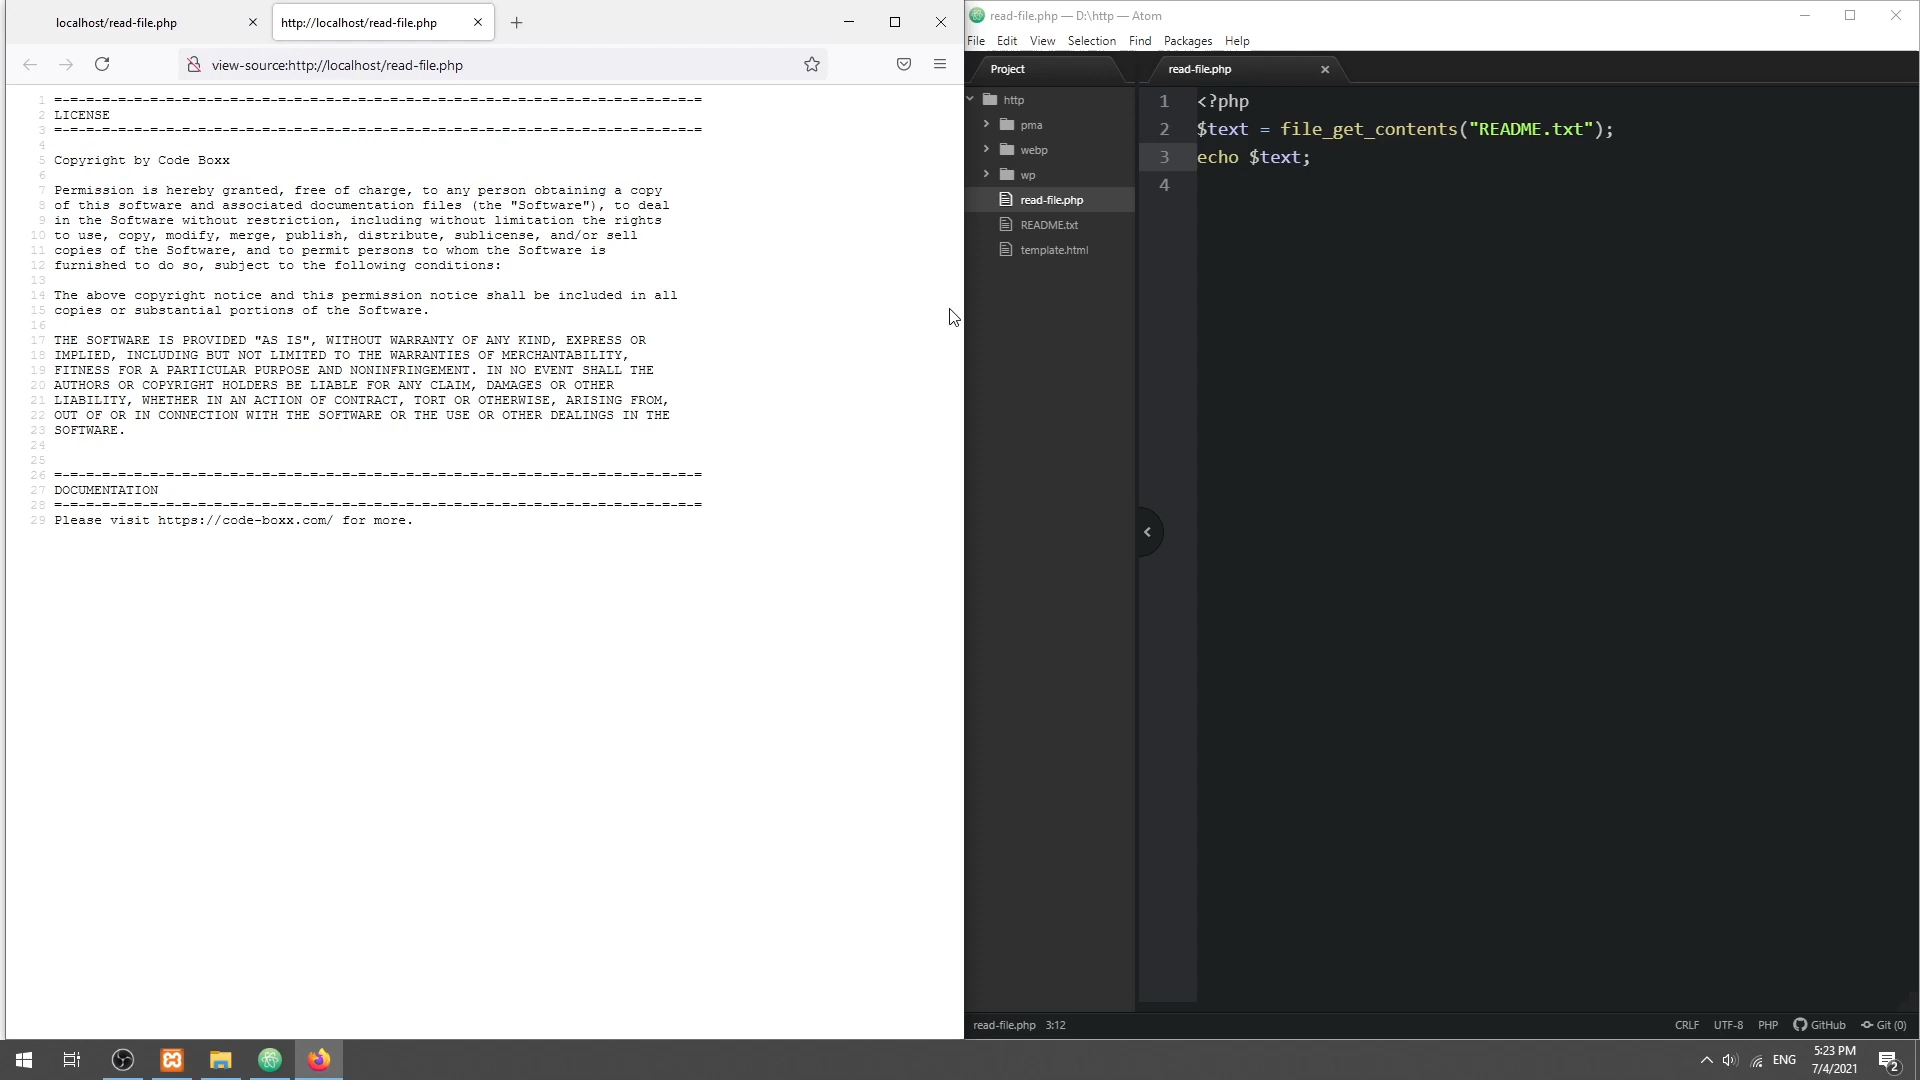 localhost/read-file.php
http://localhost/read-file.php
view-source:http://localhost/read-file.php
1 =-=-=-=-=-=-=-=-=-=-=-=-=-=-=-=-=-=-=-=-=-=-=-=-=-=-=-=-=-=-=-=-=-=-=-=-=-=-=-=-=
2 LICENSE
3 =-=-=-=-=-=-=-=-=-=-=-=-=-=-=-=-=-=-=-=-=-=-=-=-=-=-=-=-=-=-=-=-=-=-=-=-=-=-=-=-=
4
5 Copyright by Code Boxx
6
7 Permission is hereby granted, free of charge, to any person obtaining a copy
8 of this software and associated documentation files (the "Software"), to deal
9 in the Software without restriction, including without limitation the rights
10 to use, copy, modify, merge, publish, distribute, sublicense, and/or sell
11 copies of the Software, and to permit persons to whom the Software is
12 furnished to do so, subject to the following conditions:
13
14 The above copyright notice and this permission notice shall be included in all
15 copies or substantial portions of the Software.
16
17 THE SOFTWARE IS PROVIDED "AS IS", WITHOUT WARRANTY OF ANY KIND, EXPRESS OR
18 IMPLIED, INCLUDING BUT NOT LIMITED TO THE WARRANTIES OF MERCHANTABILITY,
19 FITNESS FOR A PARTICULAR PURPOSE AND NONINFRINGEMENT. IN NO EVENT SHALL THE
20 AUTHORS OR COPYRIGHT HOLDERS BE LIABLE FOR ANY CLAIM, DAMAGES OR OTHER
21 LIABILITY, WHETHER IN AN ACTION OF CONTRACT, TORT OR OTHERWISE, ARISING FROM,
22 OUT OF OR IN CONNECTION WITH THE SOFTWARE OR THE USE OR OTHER DEALINGS IN THE
23 SOFTWARE.
24
25
26 =-=-=-=-=-=-=-=-=-=-=-=-=-=-=-=-=-=-=-=-=-=-=-=-=-=-=-=-=-=-=-=-=-=-=-=-=-=-=-=-=
27 DOCUMENTATION
28 =-=-=-=-=-=-=-=-=-=-=-=-=-=-=-=-=-=-=-=-=-=-=-=-=-=-=-=-=-=-=-=-=-=-=-=-=-=-=-=-=
29 Please visit https://code-boxx.com/ for more.
read-file.php — D:\http — Atom
File Edit View Selection Find Packages Help
Project
http
pma
webp
wp
read-file.php
README.txt
template.html
read-file.php
1 <?php
2 $text = file_get_contents("README.txt");
3 echo $text;
4
read-file.php 3:12
CRLF UTF-8 PHP GitHub Git (0)
ENG
5:23 PM
7/4/2021
2